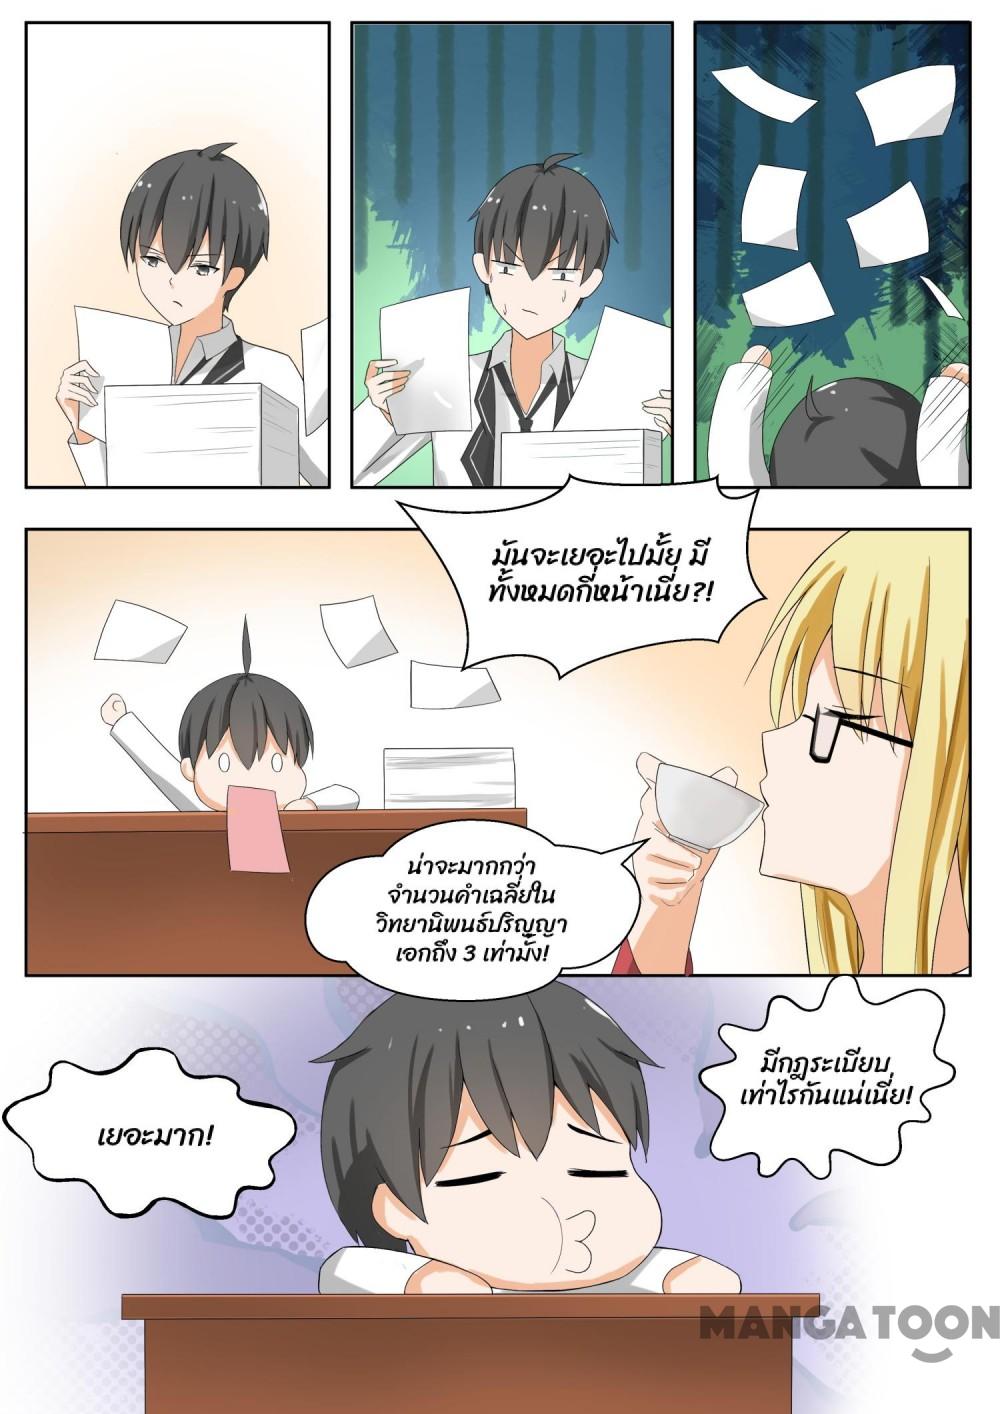 มันจะเยอะไปมั้ย มี
ทั้งหมดกี่หน้าเนี่ย?!
น่าจะมากกว่า
จำนวนคำเฉลี่ยใน
วิทยานิพนธ์ปริญญา
เอกถึง 3 เท่ามั้ง!
มีกฎระเบียบ
เท่าไรกันแน่เนี่ย!
เยอะมาก!
MANGATOON